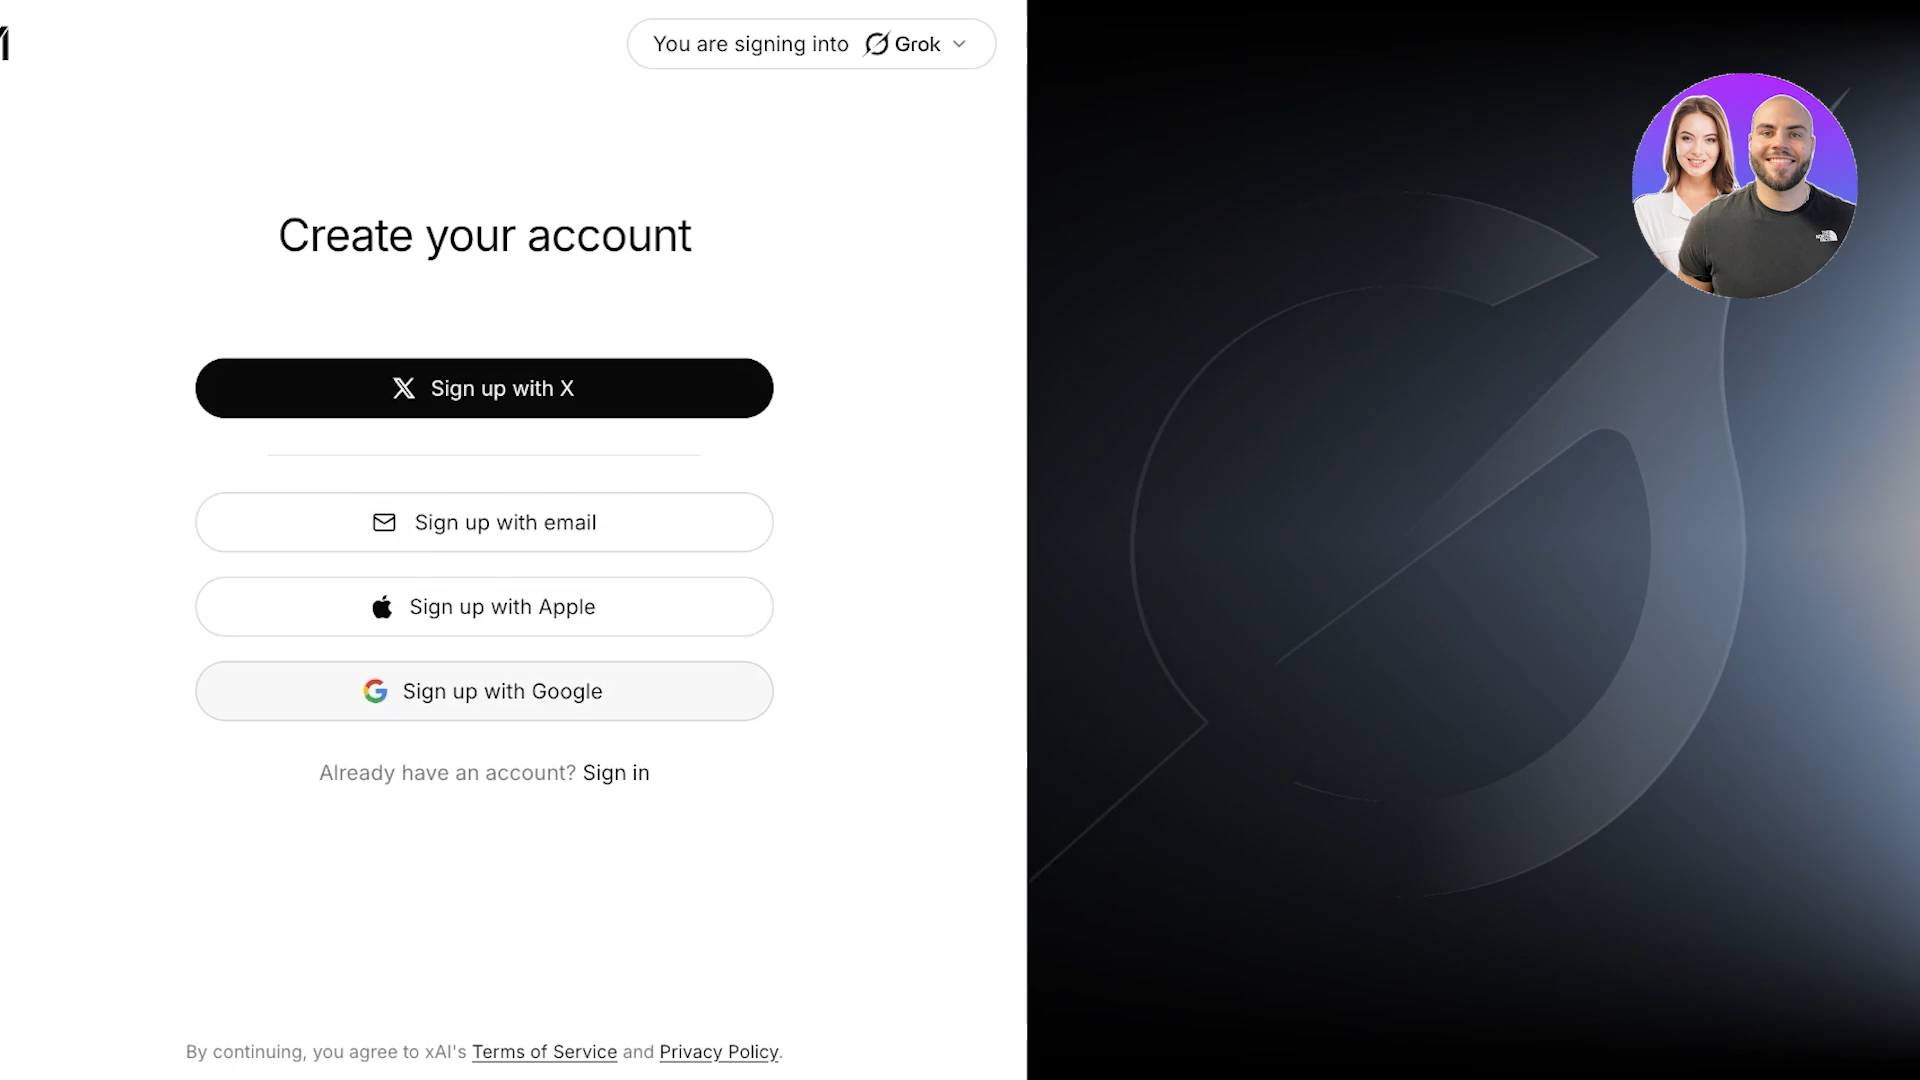 You are signing into Grok
Create your account
Sign up with X
Sign up with email
Sign up with Apple
Sign up with Google
Already have an account? Sign in
By continuing, you agree to xAI's Terms of Service and Privacy Policy.